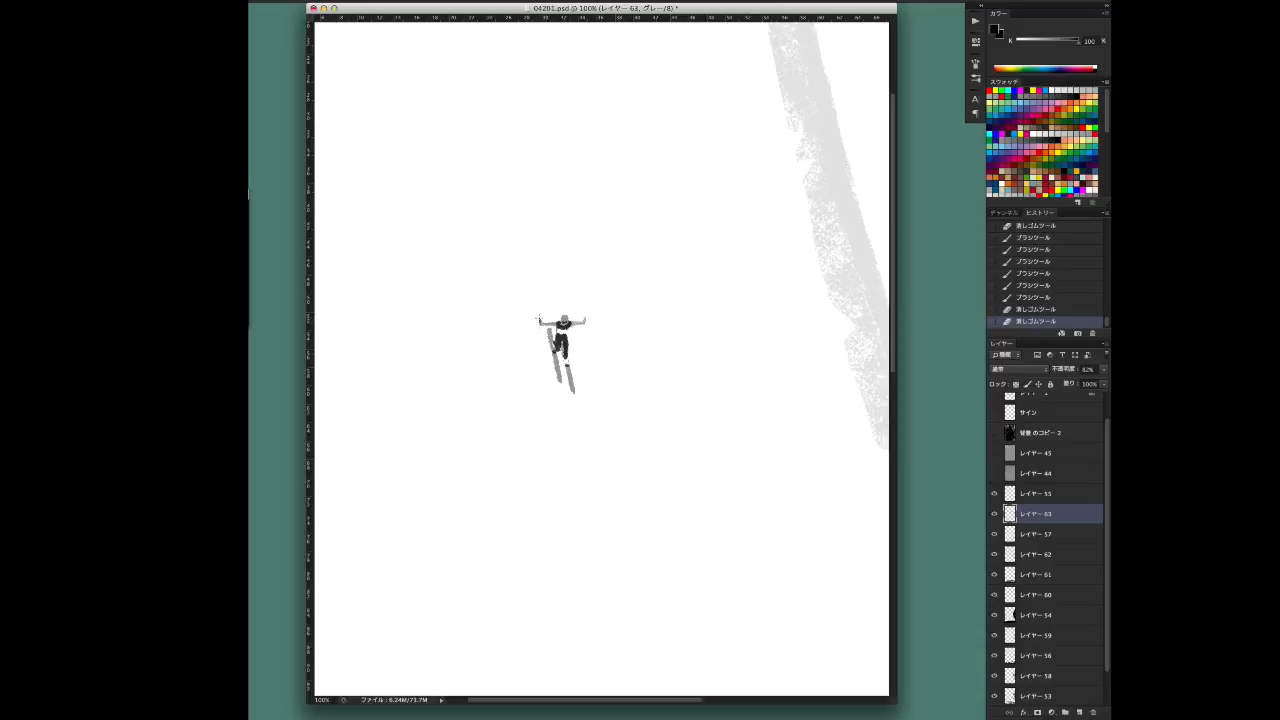 04201.psd @ 100% (レイヤー 63, グレー/8) *
カラー
K 100 %
スウォッチ
チャンネル ヒストリー
消しゴムツール
ブラシツール
ブラシツール
ブラシツール
ブラシツール
ブラシツール
ブラシツール
消しゴムツール
消しゴムツール
レイヤー
種類
通常 不透明度: 82%
ロック: 塗り: 100%
サイン
背景 のコピー 2
レイヤー 45
レイヤー 44
レイヤー 55
レイヤー 63
レイヤー 57
レイヤー 62
レイヤー 61
レイヤー 60
レイヤー 54
レイヤー 59
レイヤー 56
レイヤー 58
レイヤー 53
100% ファイル : 6.24M/73.7M